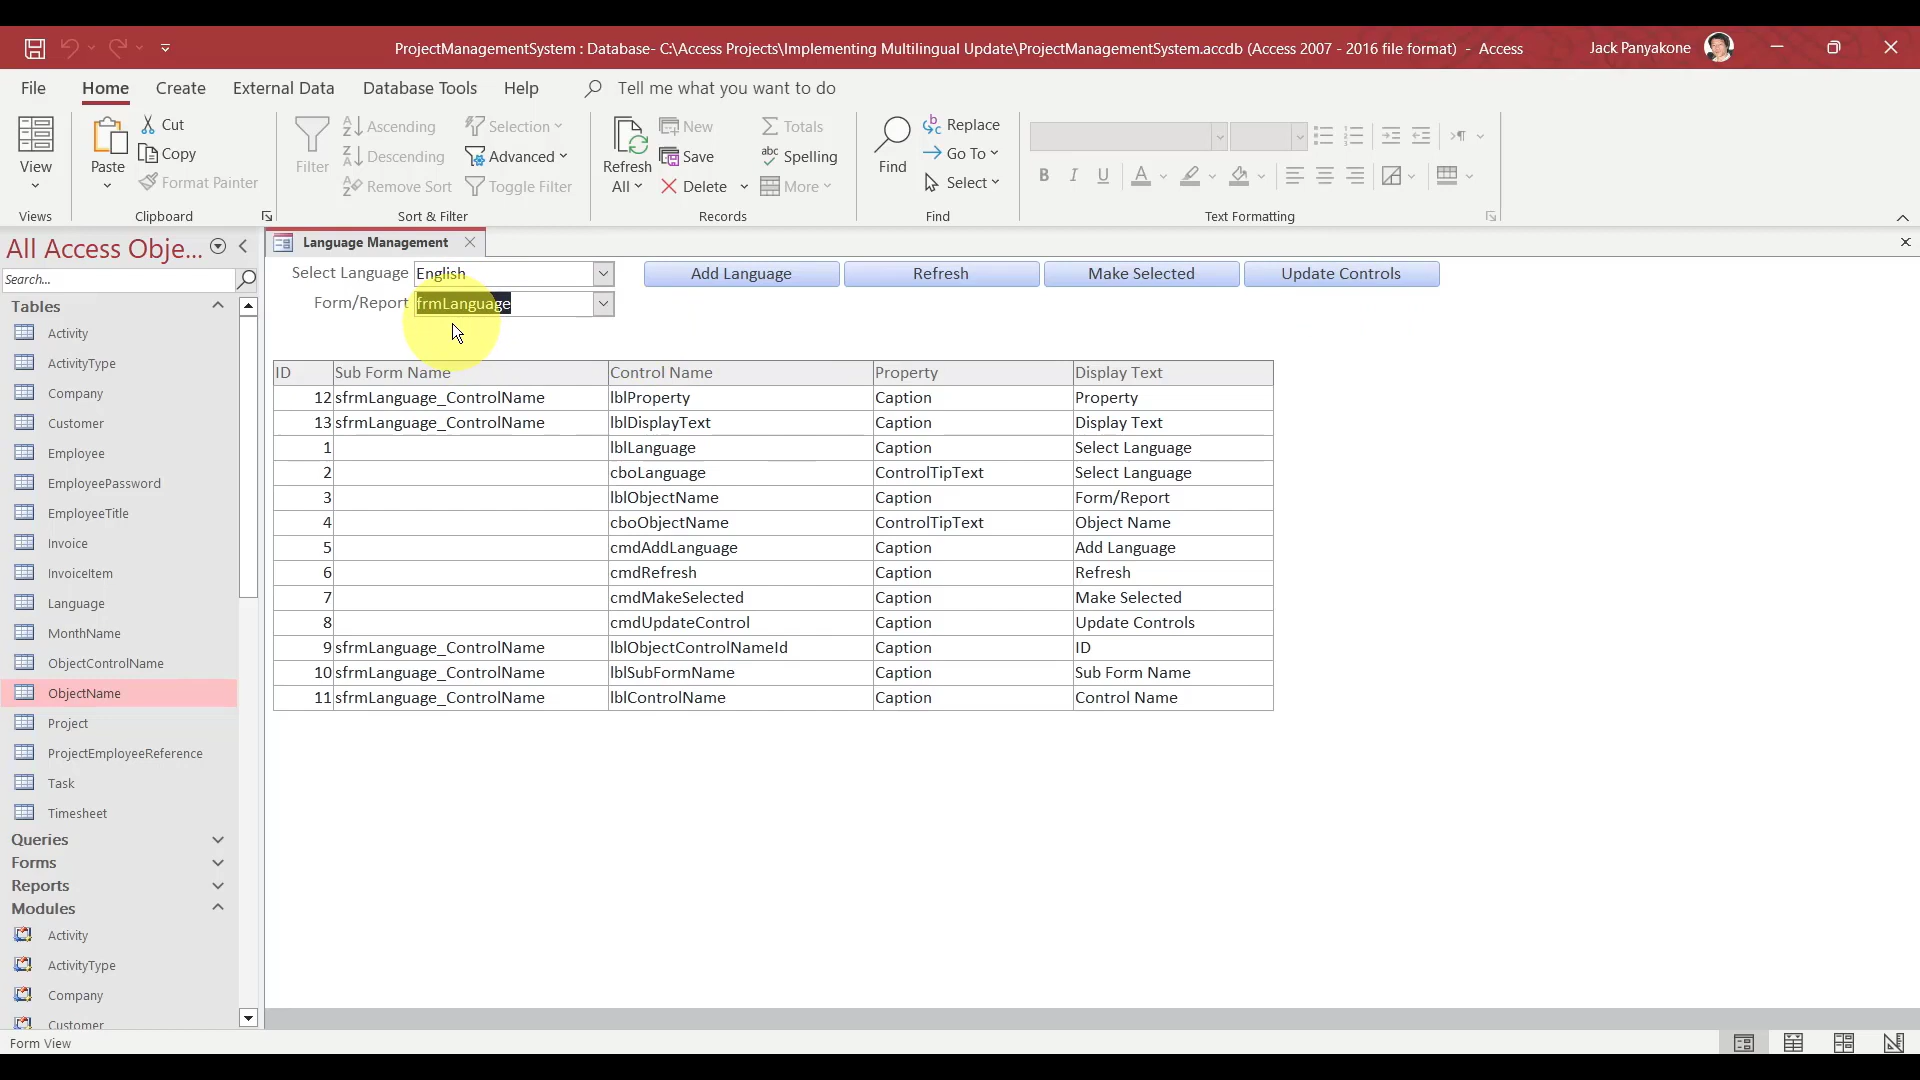 ProjectManagementSystem : Database- C:\Access Projects\Implementing Multilingual Update\ProjectManagementSystem.accdb (Access 2007 - 2016 file format) - Access
Jack Panyakone
File
Home
Create
External Data
Database Tools
Help
Tell me what you want to do
View
Views
Paste
Cut
Copy
Format Painter
Clipboard
Filter
Ascending
Descending
Remove Sort
Selection
Advanced
Toggle Filter
Sort & Filter
Refresh
All
New
Save
Delete
Totals
Spelling
More
Records
Find
Replace
Go To
Select
Find
B I U
Text Formatting
All Access Obje...
Search...
Tables
Activity
ActivityType
Company
Customer
Employee
EmployeePassword
EmployeeTitle
Invoice
InvoiceItem
Language
MonthName
ObjectControlName
ObjectName
Project
ProjectEmployeeReference
Task
Timesheet
Queries
Forms
Reports
Modules
Activity
ActivityType
Company
Customer
Language Management
Select Language English
Add Language
Refresh
Make Selected
Update Controls
Form/Report frmLanguage
ID Sub Form Name Control Name Property Display Text
12 sfrmLanguage_ControlName lblProperty Caption Property
13 sfrmLanguage_ControlName lblDisplayText Caption Display Text
1 lblLanguage Caption Select Language
2 cboLanguage ControlTipText Select Language
3 lblObjectName Caption Form/Report
4 cboObjectName ControlTipText Object Name
5 cmdAddLanguage Caption Add Language
6 cmdRefresh Caption Refresh
7 cmdMakeSelected Caption Make Selected
8 cmdUpdateControl Caption Update Controls
9 sfrmLanguage_ControlName lblObjectControlNameId Caption ID
10 sfrmLanguage_ControlName lblSubFormName Caption Sub Form Name
11 sfrmLanguage_ControlName lblControlName Caption Control Name
Form View